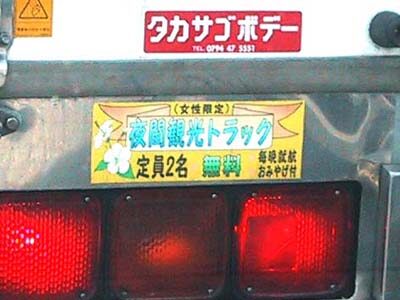 タカサゴボデー
TEL. 0794 47 5551
(女性限定)
夜間観光トラック
定員2名 無料 毎晩就航
おみやげ付